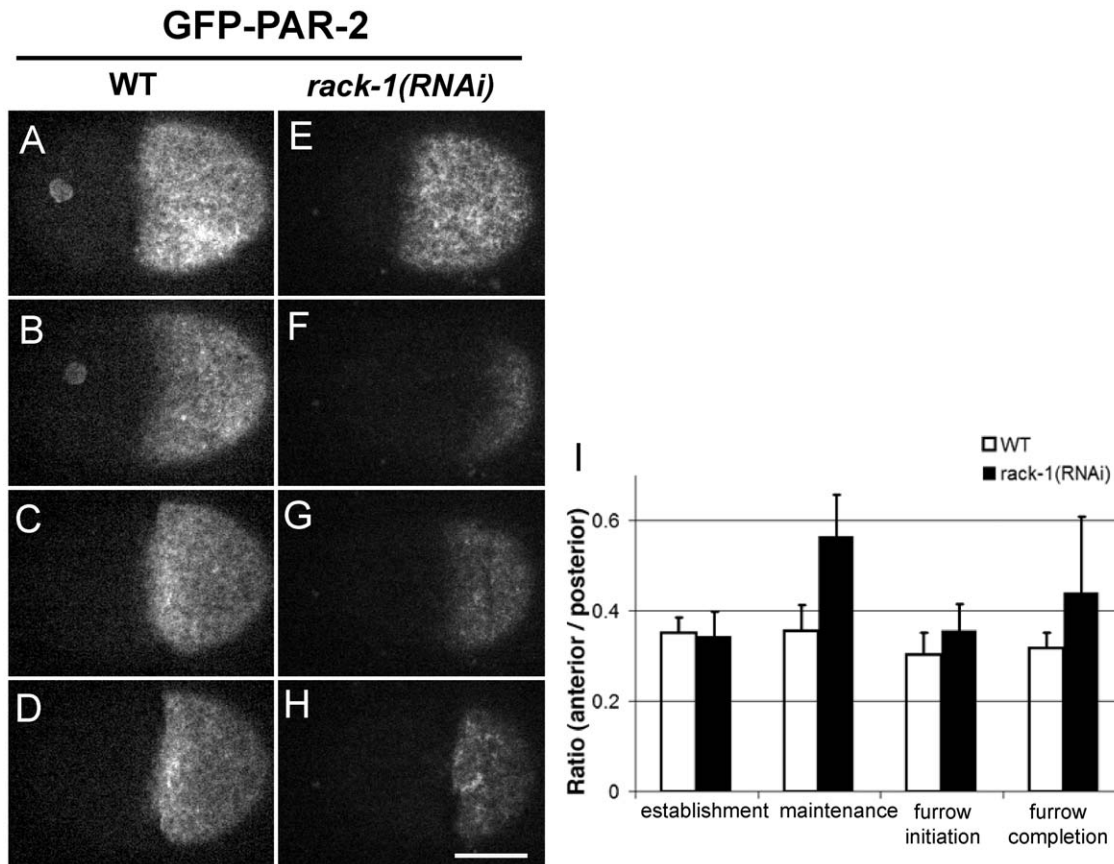 GFP-PAR-2
WT rack-1(RNAi)
A
E
B
F
C
G
D
H
I
WT
rack-1(RNAi)
Ratio (anterior / posterior)
0.6
0.4
0.2
0
establishment maintenance furrow initiation furrow completion